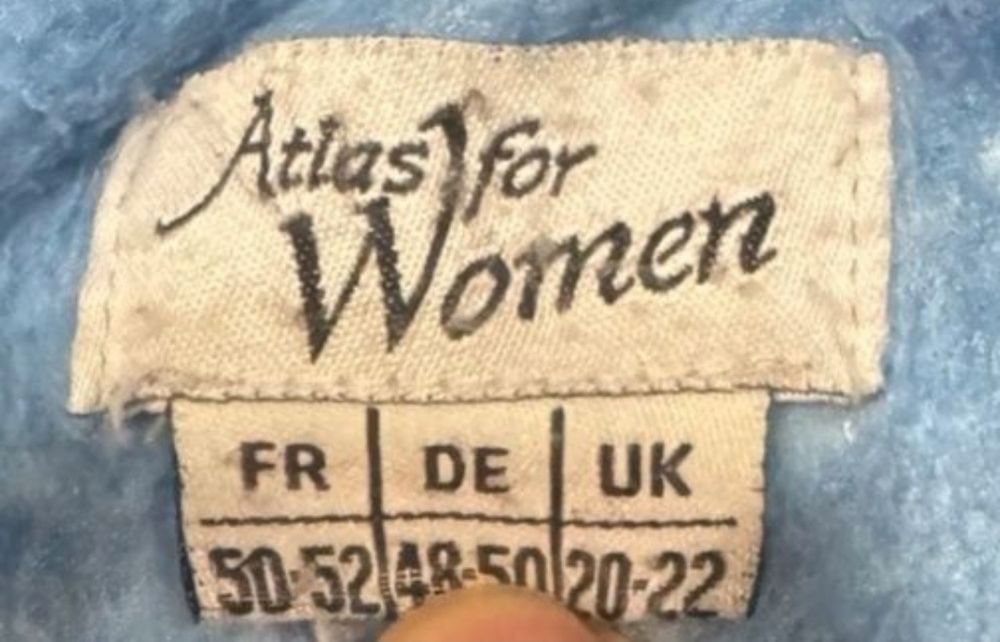 Atlas for
Women
FR DE UK
50-52 48-50 20-22